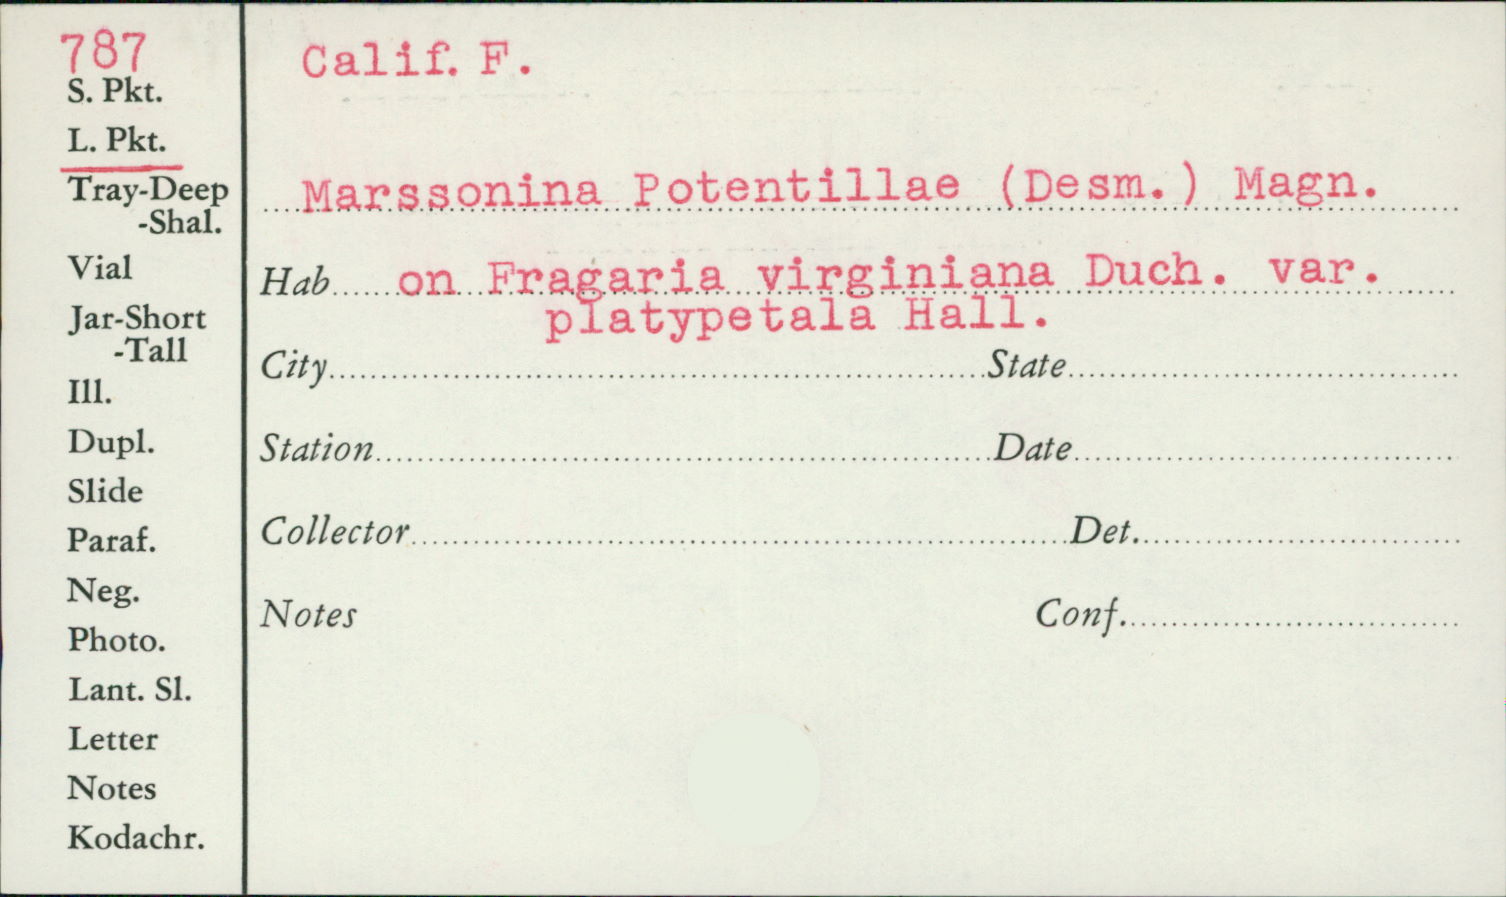 787
S. Pkt.
L. Pkt.
Tray-Deep
-Shal.
Vial
Jar-Short
-Tall
Ill.
Dupl.
Slide
Paraf.
Neg.
Photo.
Lant. Sl.
Letter
Notes
Kodachr.
Calif. F.
Marssonina Potentillae (Desm.) Magn.
Hab on Fragaria virginiana Duch. var.
platypetala Hall.
City State
Station Date
Collector Det.
Notes Conf.